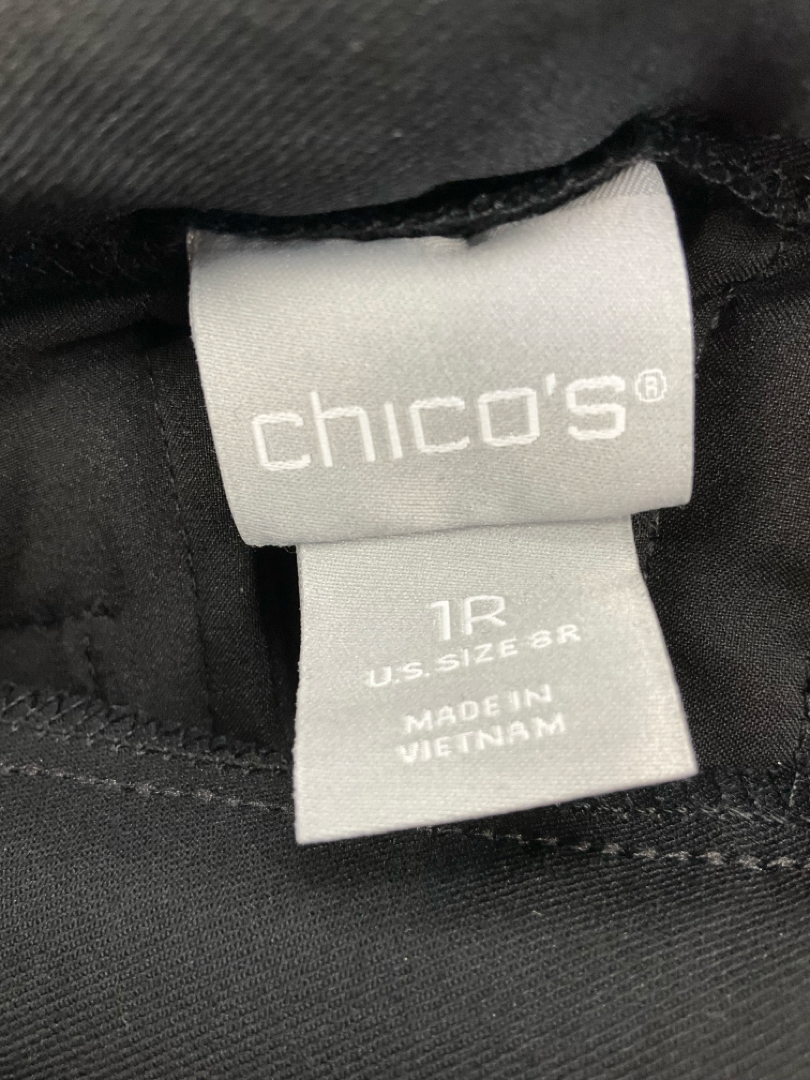 chico's®
1R
U.S. SIZE 8R
MADE IN
VIETNAM